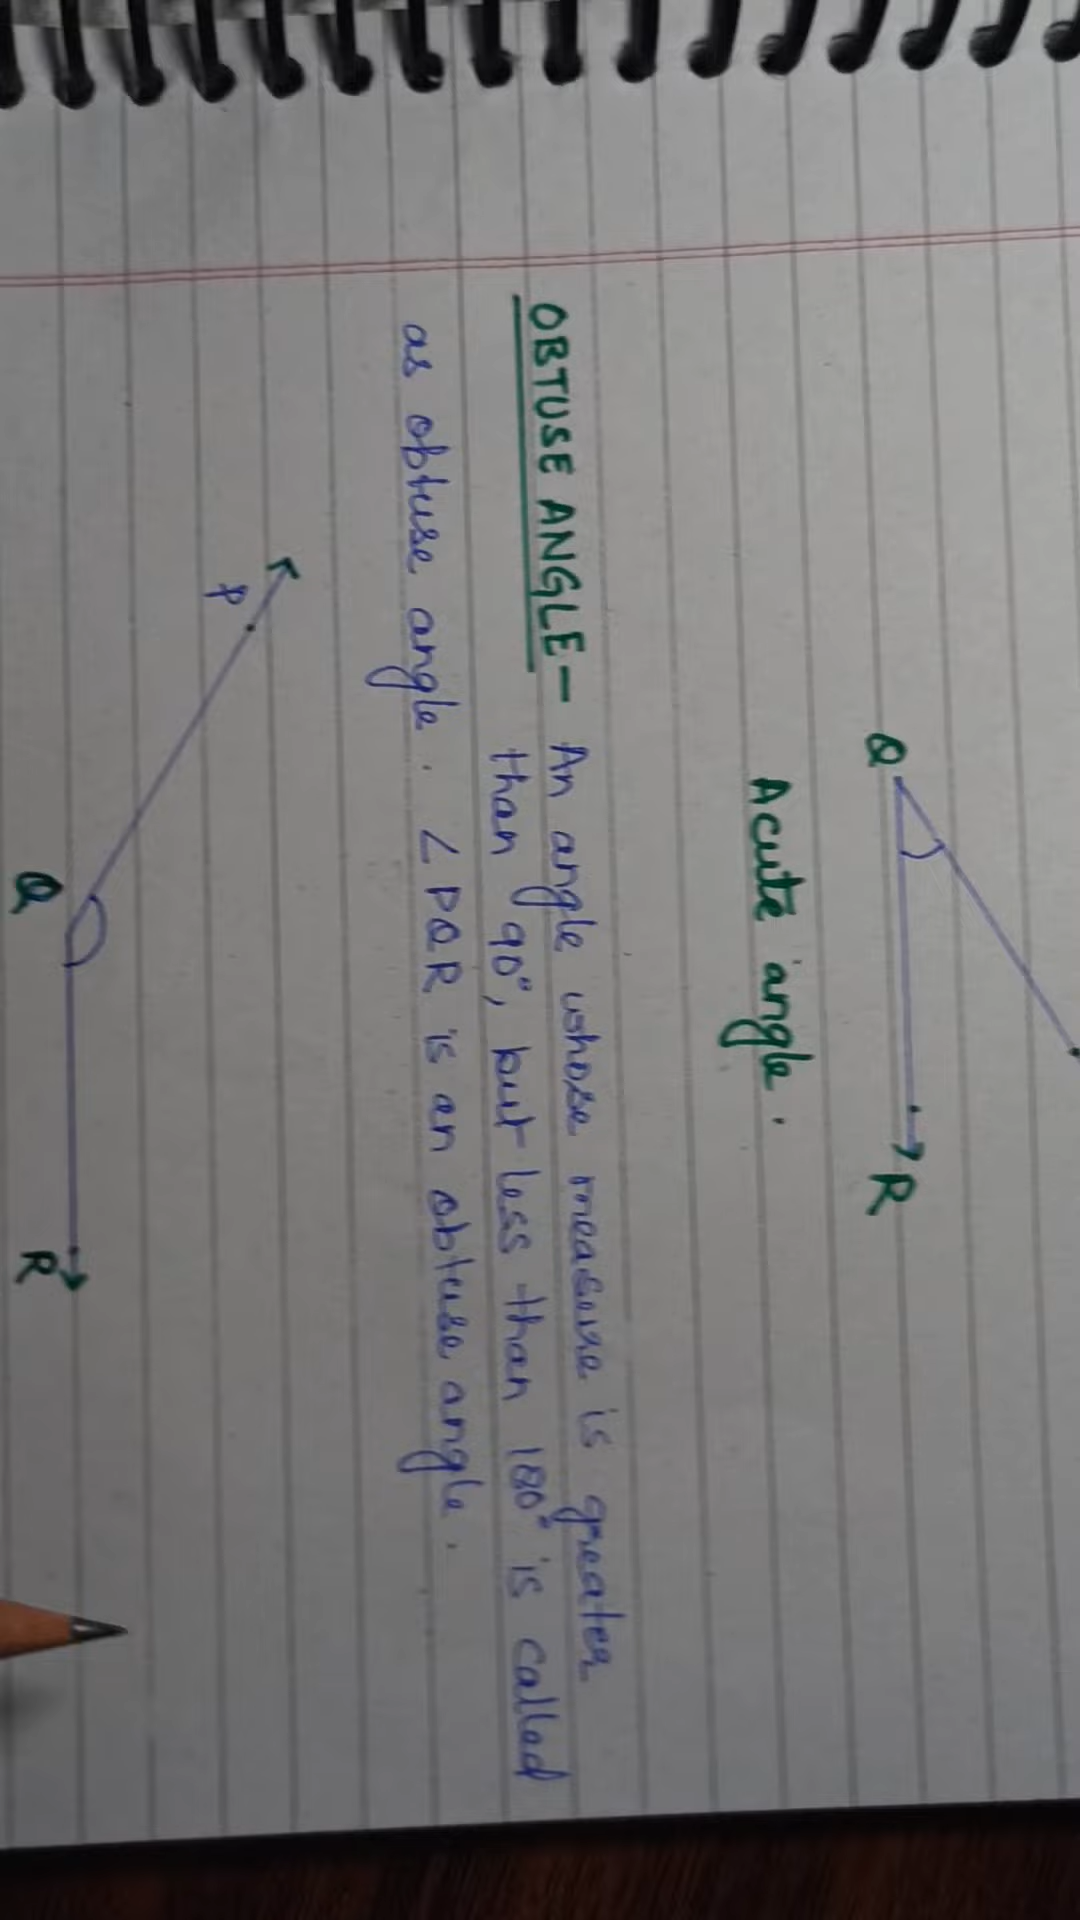 Q
R
Acute angle.
OBTUSE ANGLE- An angle whose measure is greater
than 90°, but less than 180° is called
as obtuse angle. ∠PQR is an obtuse angle.
P
Q
R